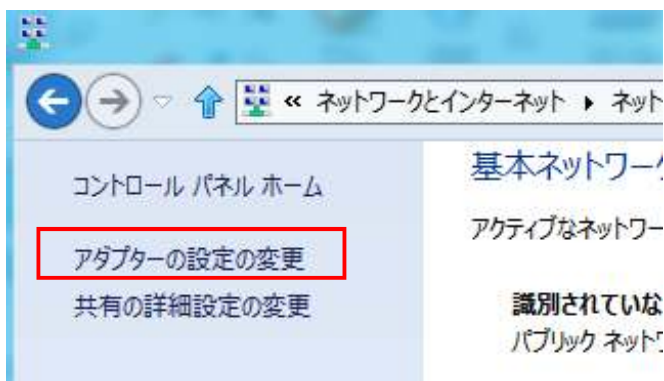 « ネットワークとインターネット ▸ ネット
コントロール パネル ホーム
アダプターの設定の変更
共有の詳細設定の変更
基本ネットワーク
アクティブなネットワー
識別されていな
パブリック ネットワ